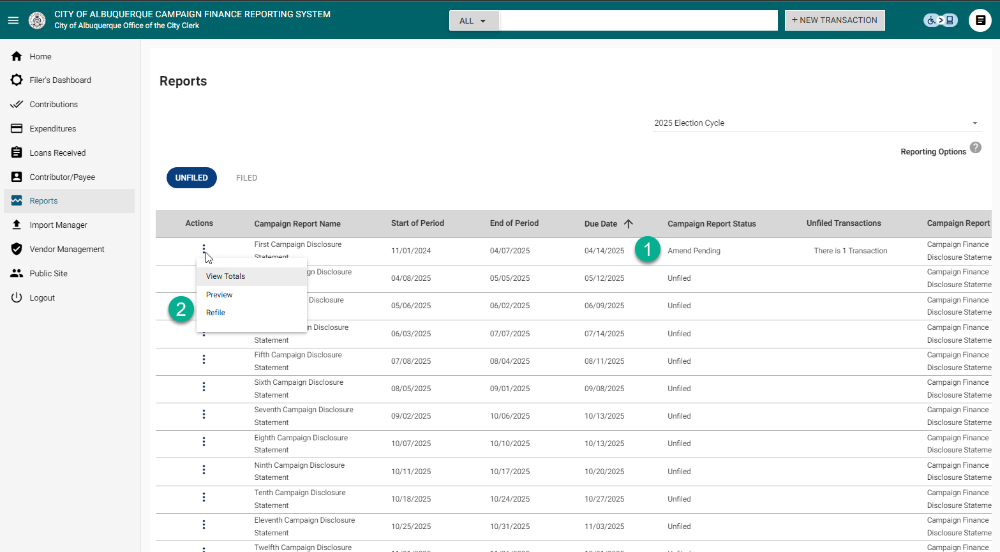 CITY OF ALBUQUERQUE CAMPAIGN FINANCE REPORTING SYSTEM
City of Albuquerque Office of the City Clerk
ALL
+ NEW TRANSACTION
Home
Filer's Dashboard
Contributions
Expenditures
Loans Received
Contributor/Payee
Reports
Import Manager
Vendor Management
Public Site
Logout
Reports
2025 Election Cycle
Reporting Options ?
UNFILED FILED
Actions Campaign Report Name Start of Period End of Period Due Date Campaign Report Status Unfiled Transactions Campaign Report
First Campaign Disclosure
Statement
11/01/2024 04/07/2025 04/14/2025 1 Amend Pending There is 1 Transaction
Campaign Finance
Disclosure Stateme
View Totals
Preview
2 Refile
gn Disclosure
04/08/2025 05/05/2025 05/12/2025 Unfiled
Campaign Finance
Disclosure Stateme
Disclosure
05/06/2025 06/02/2025 06/09/2025 Unfiled
Campaign Finance
Disclosure Stateme
n Disclosure
Statement
06/03/2025 07/07/2025 07/14/2025 Unfiled
Campaign Finance
Disclosure Stateme
Fifth Campaign Disclosure
Statement
07/08/2025 08/04/2025 08/11/2025 Unfiled
Campaign Finance
Disclosure Stateme
Sixth Campaign Disclosure
Statement
08/05/2025 09/01/2025 09/08/2025 Unfiled
Campaign Finance
Disclosure Stateme
Seventh Campaign Disclosure
Statement
09/02/2025 10/06/2025 10/13/2025 Unfiled
Campaign Finance
Disclosure Stateme
Eighth Campaign Disclosure
Statement
10/07/2025 10/10/2025 10/13/2025 Unfiled
Campaign Finance
Disclosure Stateme
Ninth Campaign Disclosure
Statement
10/11/2025 10/17/2025 10/20/2025 Unfiled
Campaign Finance
Disclosure Stateme
Tenth Campaign Disclosure
Statement
10/18/2025 10/24/2025 10/27/2025 Unfiled
Campaign Finance
Disclosure Stateme
Eleventh Campaign Disclosure
Statement
10/25/2025 10/31/2025 11/03/2025 Unfiled
Campaign Finance
Disclosure Stateme
Twelfth Campaign Disclosure
Campaign Finance